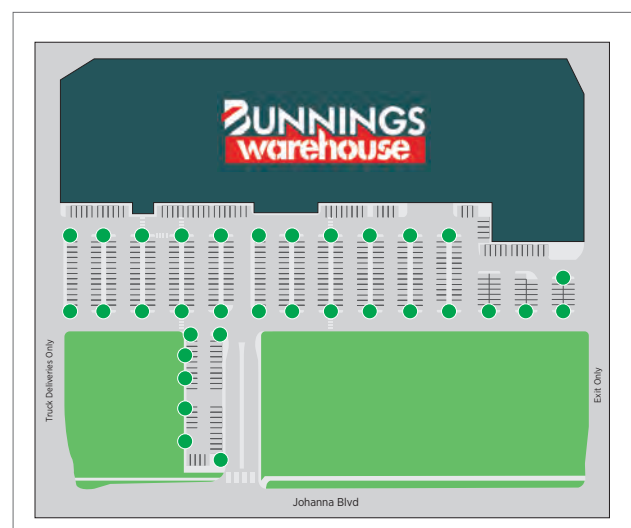 BUNNINGS
warehouse
Truck Deliveries Only
Exit Only
Johanna Blvd